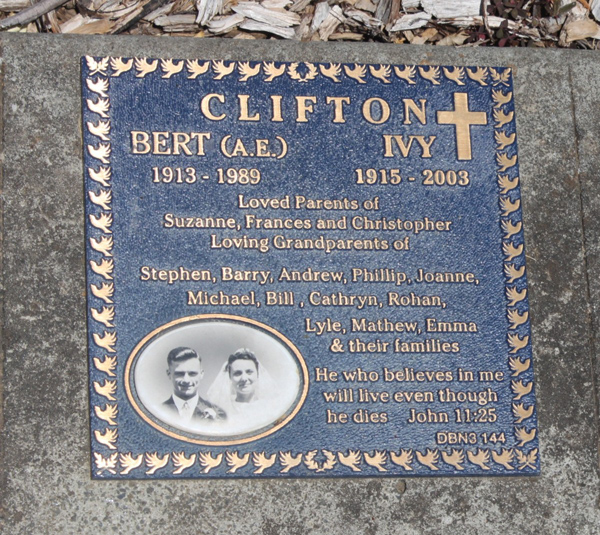 CLIFTON
BERT (A.E.) IVY
1913 - 1989 1915 - 2003
Loved Parents of
Suzanne, Frances and Christopher
Loving Grandparents of
Stephen, Barry, Andrew, Phillip, Joanne,
Michael, Bill , Cathryn, Rohan,
Lyle, Mathew, Emma
& their families
He who believes in me
will live even though
he dies John 11:25
DBN3 144